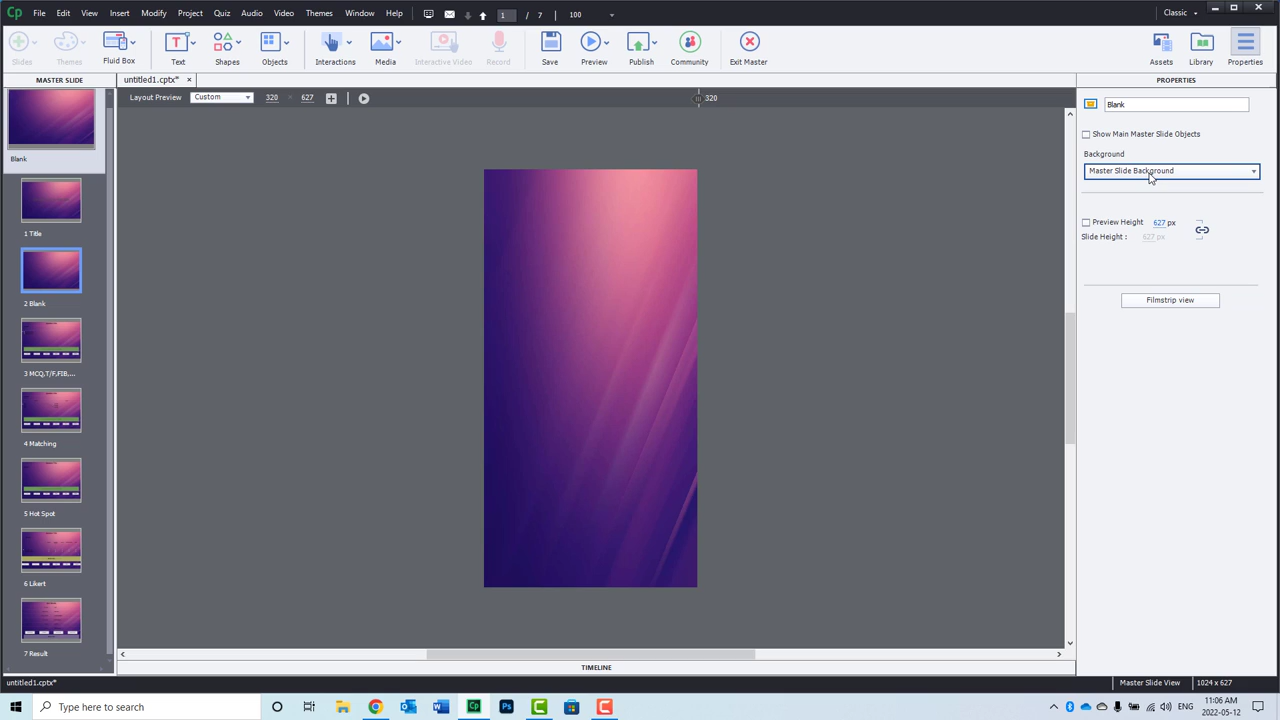 Cp File Edit View Insert Modify Project Quiz Audio Video Themes Window Help 1 / 7 100 Classic
Slides Themes Fluid Box Text Shapes Objects Interactions Media Interactive Video Record Save Preview Publish Community Exit Master Assets Library Properties
MASTER SLIDE untitled1.cptx* × PROPERTIES
Layout Preview Custom 320 × 627 320
Blank
Show Main Master Slide Objects
Background
Master Slide Background
Preview Height 627 px
Slide Height : 627 px
Filmstrip view
Blank
1 Title
2 Blank
3 MCQ,T/F,FIB,...
4 Matching
5 Hot Spot
6 Likert
7 Result
TIMELINE
untitled1.cptx* Master Slide View 1024 x 627
Type here to search
11:06 AM
2022-05-12